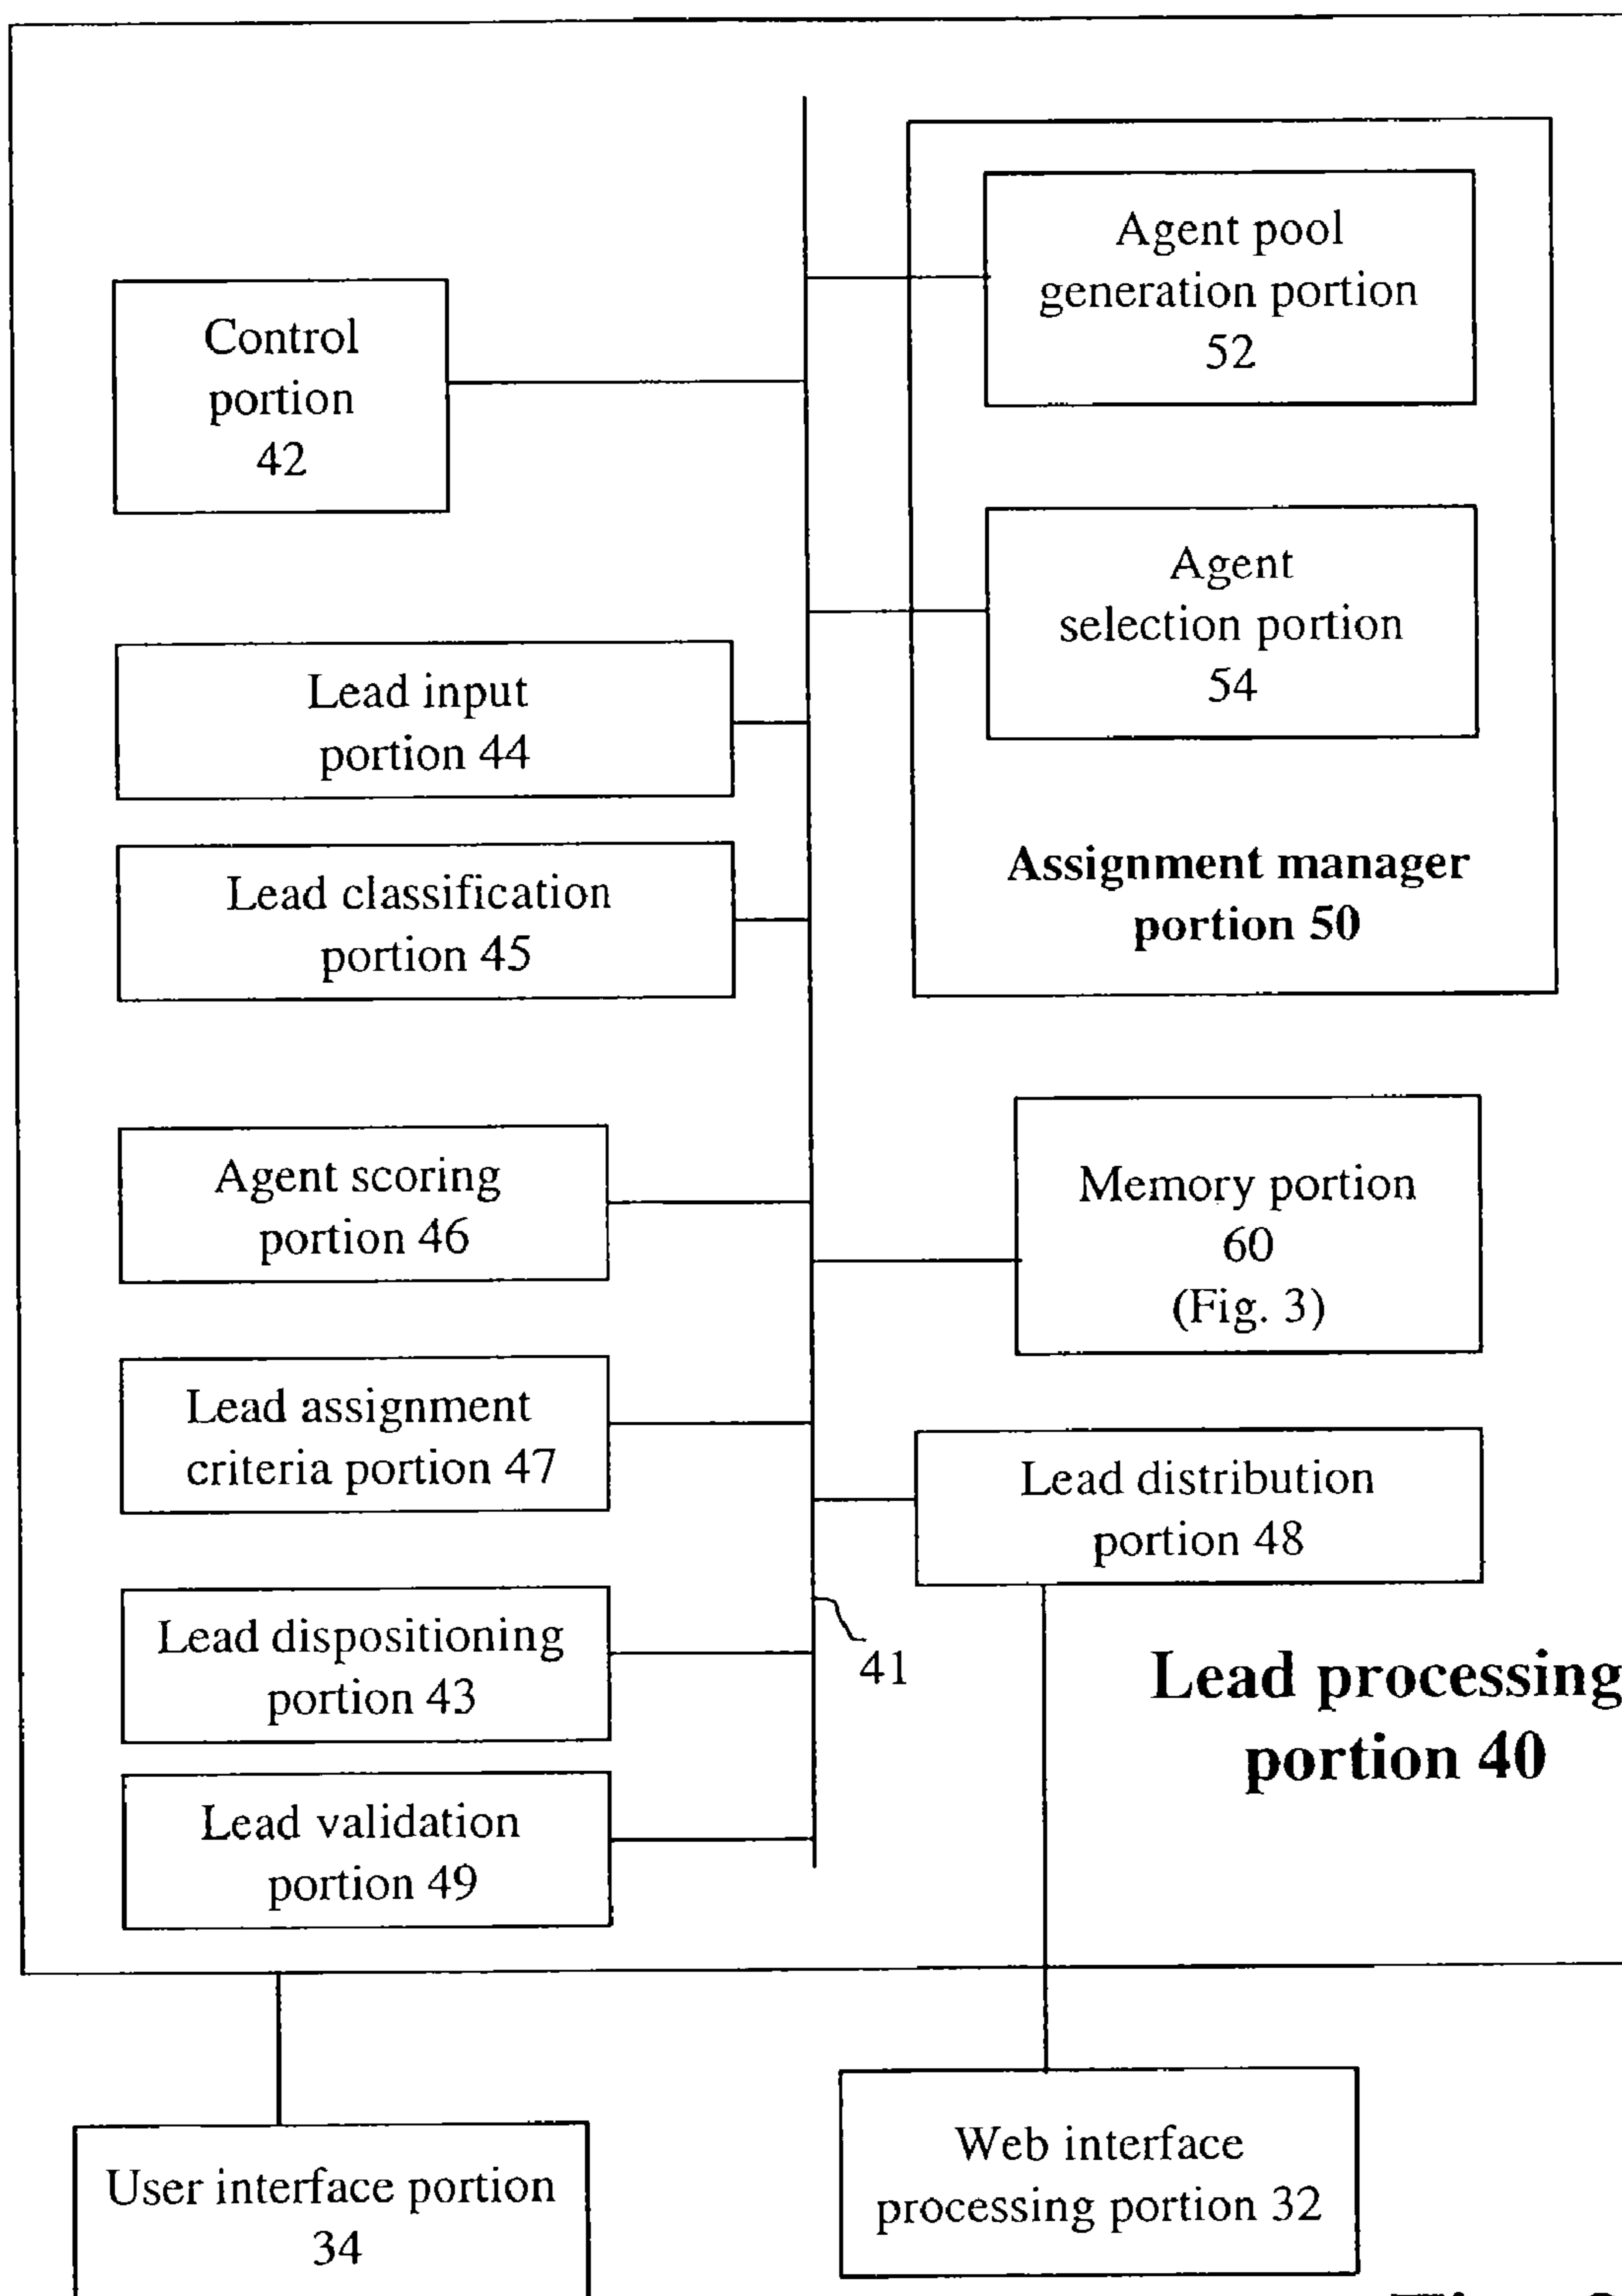 Control
portion
42
Lead input
portion 44
Lead classification
portion 45
Agent scoring
portion 46
Lead assignment
criteria portion 47
Lead dispositioning
portion 43
Lead validation
portion 49
Agent pool
generation portion
52
Agent
selection portion
54
Assignment manager
portion 50
Memory portion
60
(Fig. 3)
Lead distribution
portion 48
41
Lead processing
portion 40
User interface portion
34
Web interface
processing portion 32